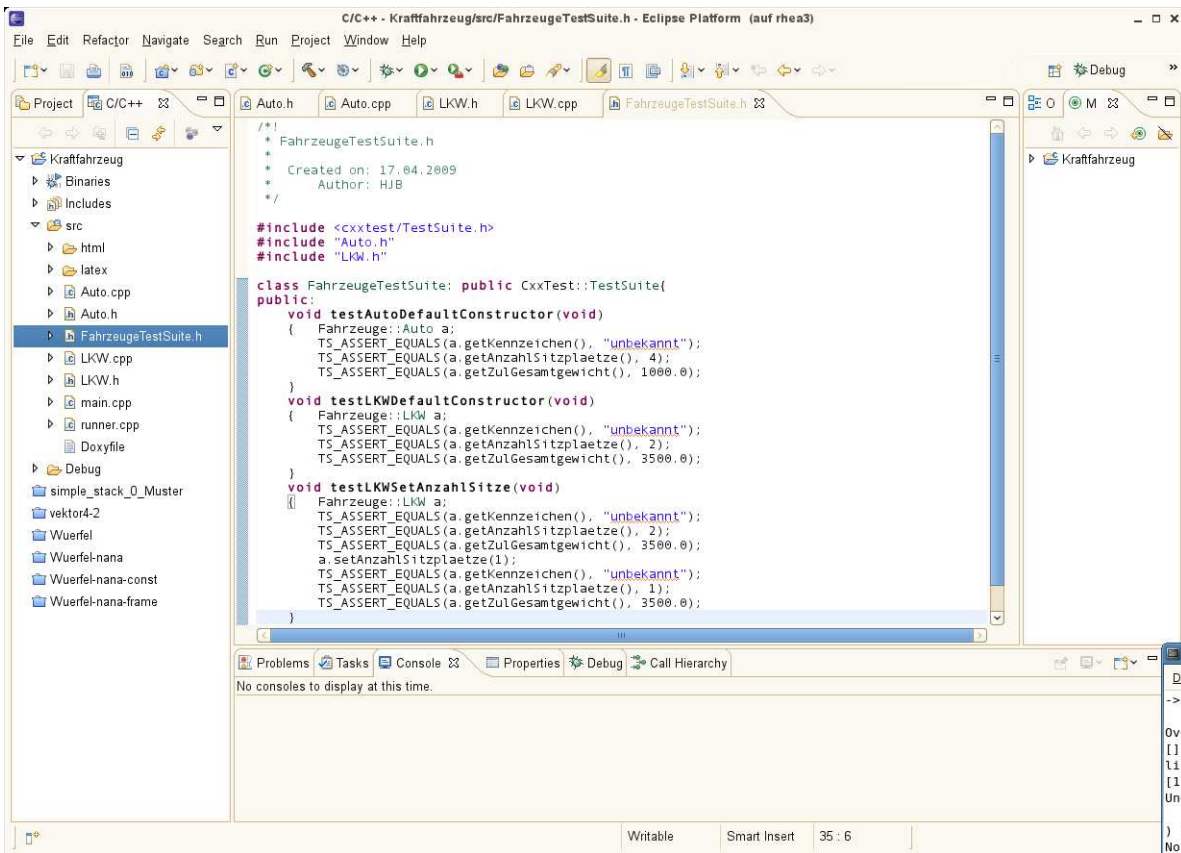 C/C++ - Kraftfahrzeug/src/FahrzeugeTestSuite.h - Eclipse Platform (auf rhea3)
File Edit Refactor Navigate Search Run Project Window Help
Debug »
Project C/C++
Auto.h Auto.cpp LKW.h LKW.cpp FahrzeugeTestSuite.h
O M
Kraftfahrzeug
Binaries
Includes
src
html
latex
Auto.cpp
Auto.h
FahrzeugeTestSuite.h
LKW.cpp
LKW.h
main.cpp
runner.cpp
Doxyfile
Debug
simple_stack_0_Muster
vektor4-2
Wuerfel
Wuerfel-nana
Wuerfel-nana-const
Wuerfel-nana-frame
/*!
* FahrzeugeTestSuite.h
*
* Created on: 17.04.2009
* Author: HJB
*/
#include <cxxtest/TestSuite.h>
#include "Auto.h"
#include "LKW.h"
class FahrzeugeTestSuite: public CxxTest::TestSuite{
public:
void testAutoDefaultConstructor(void)
{ Fahrzeuge::Auto a;
TS_ASSERT_EQUALS(a.getKennzeichen(), "unbekannt");
TS_ASSERT_EQUALS(a.getAnzahlSitzplaetze(), 4);
TS_ASSERT_EQUALS(a.getZulGesamtgewicht(), 1000.0);
}
void testLKWDefaultConstructor(void)
{ Fahrzeuge::LKW a;
TS_ASSERT_EQUALS(a.getKennzeichen(), "unbekannt");
TS_ASSERT_EQUALS(a.getAnzahlSitzplaetze(), 2);
TS_ASSERT_EQUALS(a.getZulGesamtgewicht(), 3500.0);
}
void testLKWSetAnzahlSitze(void)
{ Fahrzeuge::LKW a;
TS_ASSERT_EQUALS(a.getKennzeichen(), "unbekannt");
TS_ASSERT_EQUALS(a.getAnzahlSitzplaetze(), 2);
TS_ASSERT_EQUALS(a.getZulGesamtgewicht(), 3500.0);
a.setAnzahlSitzplaetze(1);
TS_ASSERT_EQUALS(a.getKennzeichen(), "unbekannt");
TS_ASSERT_EQUALS(a.getAnzahlSitzplaetze(), 1);
TS_ASSERT_EQUALS(a.getZulGesamtgewicht(), 3500.0);
}
Kraftfahrzeug
Problems Tasks Console Properties Debug Call Hierarchy
No consoles to display at this time.
D
->
Ov
[]
li
[1
Un
)
No
Writable Smart Insert 35 : 6